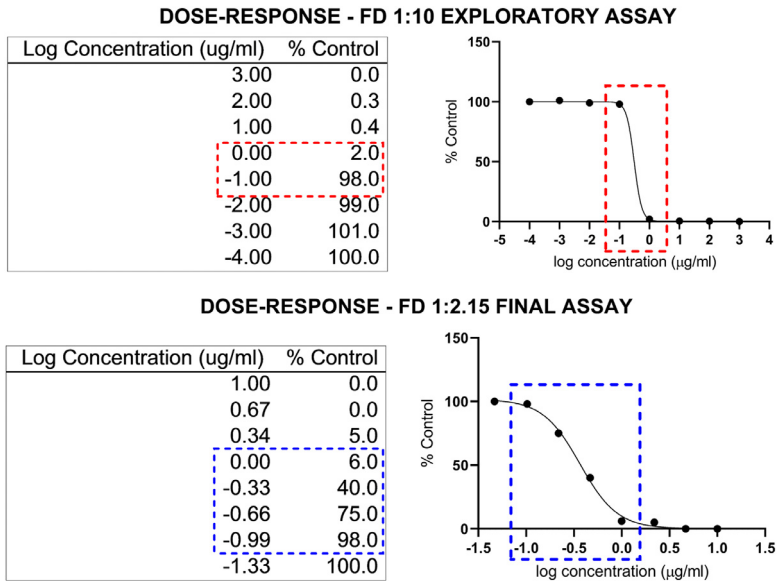 DOSE-RESPONSE - FD 1:10 EXPLORATORY ASSAY
Log Concentration (ug/ml) % Control
3.00 0.0
2.00 0.3
1.00 0.4
0.00 2.0
-1.00 98.0
-2.00 99.0
-3.00 101.0
-4.00 100.0
150
100
50
0
% Control
-5 -4 -3 -2 -1 0 1 2 3 4
log concentration (μg/ml)
DOSE-RESPONSE - FD 1:2.15 FINAL ASSAY
Log Concentration (ug/ml) % Control
1.00 0.0
0.67 0.0
0.34 5.0
0.00 6.0
-0.33 40.0
-0.66 75.0
-0.99 98.0
-1.33 100.0
150
100
50
0
% Control
-1.5 -1.0 -0.5 0.0 0.5 1.0 1.5
log concentration (μg/ml)